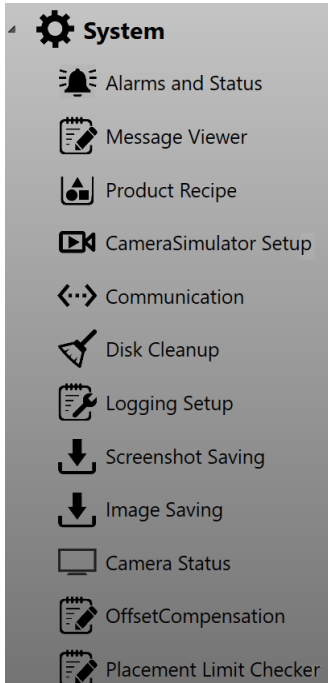 System
Alarms and Status
Message Viewer
Product Recipe
CameraSimulator Setup
Communication
Disk Cleanup
Logging Setup
Screenshot Saving
Image Saving
Camera Status
OffsetCompensation
Placement Limit Checker